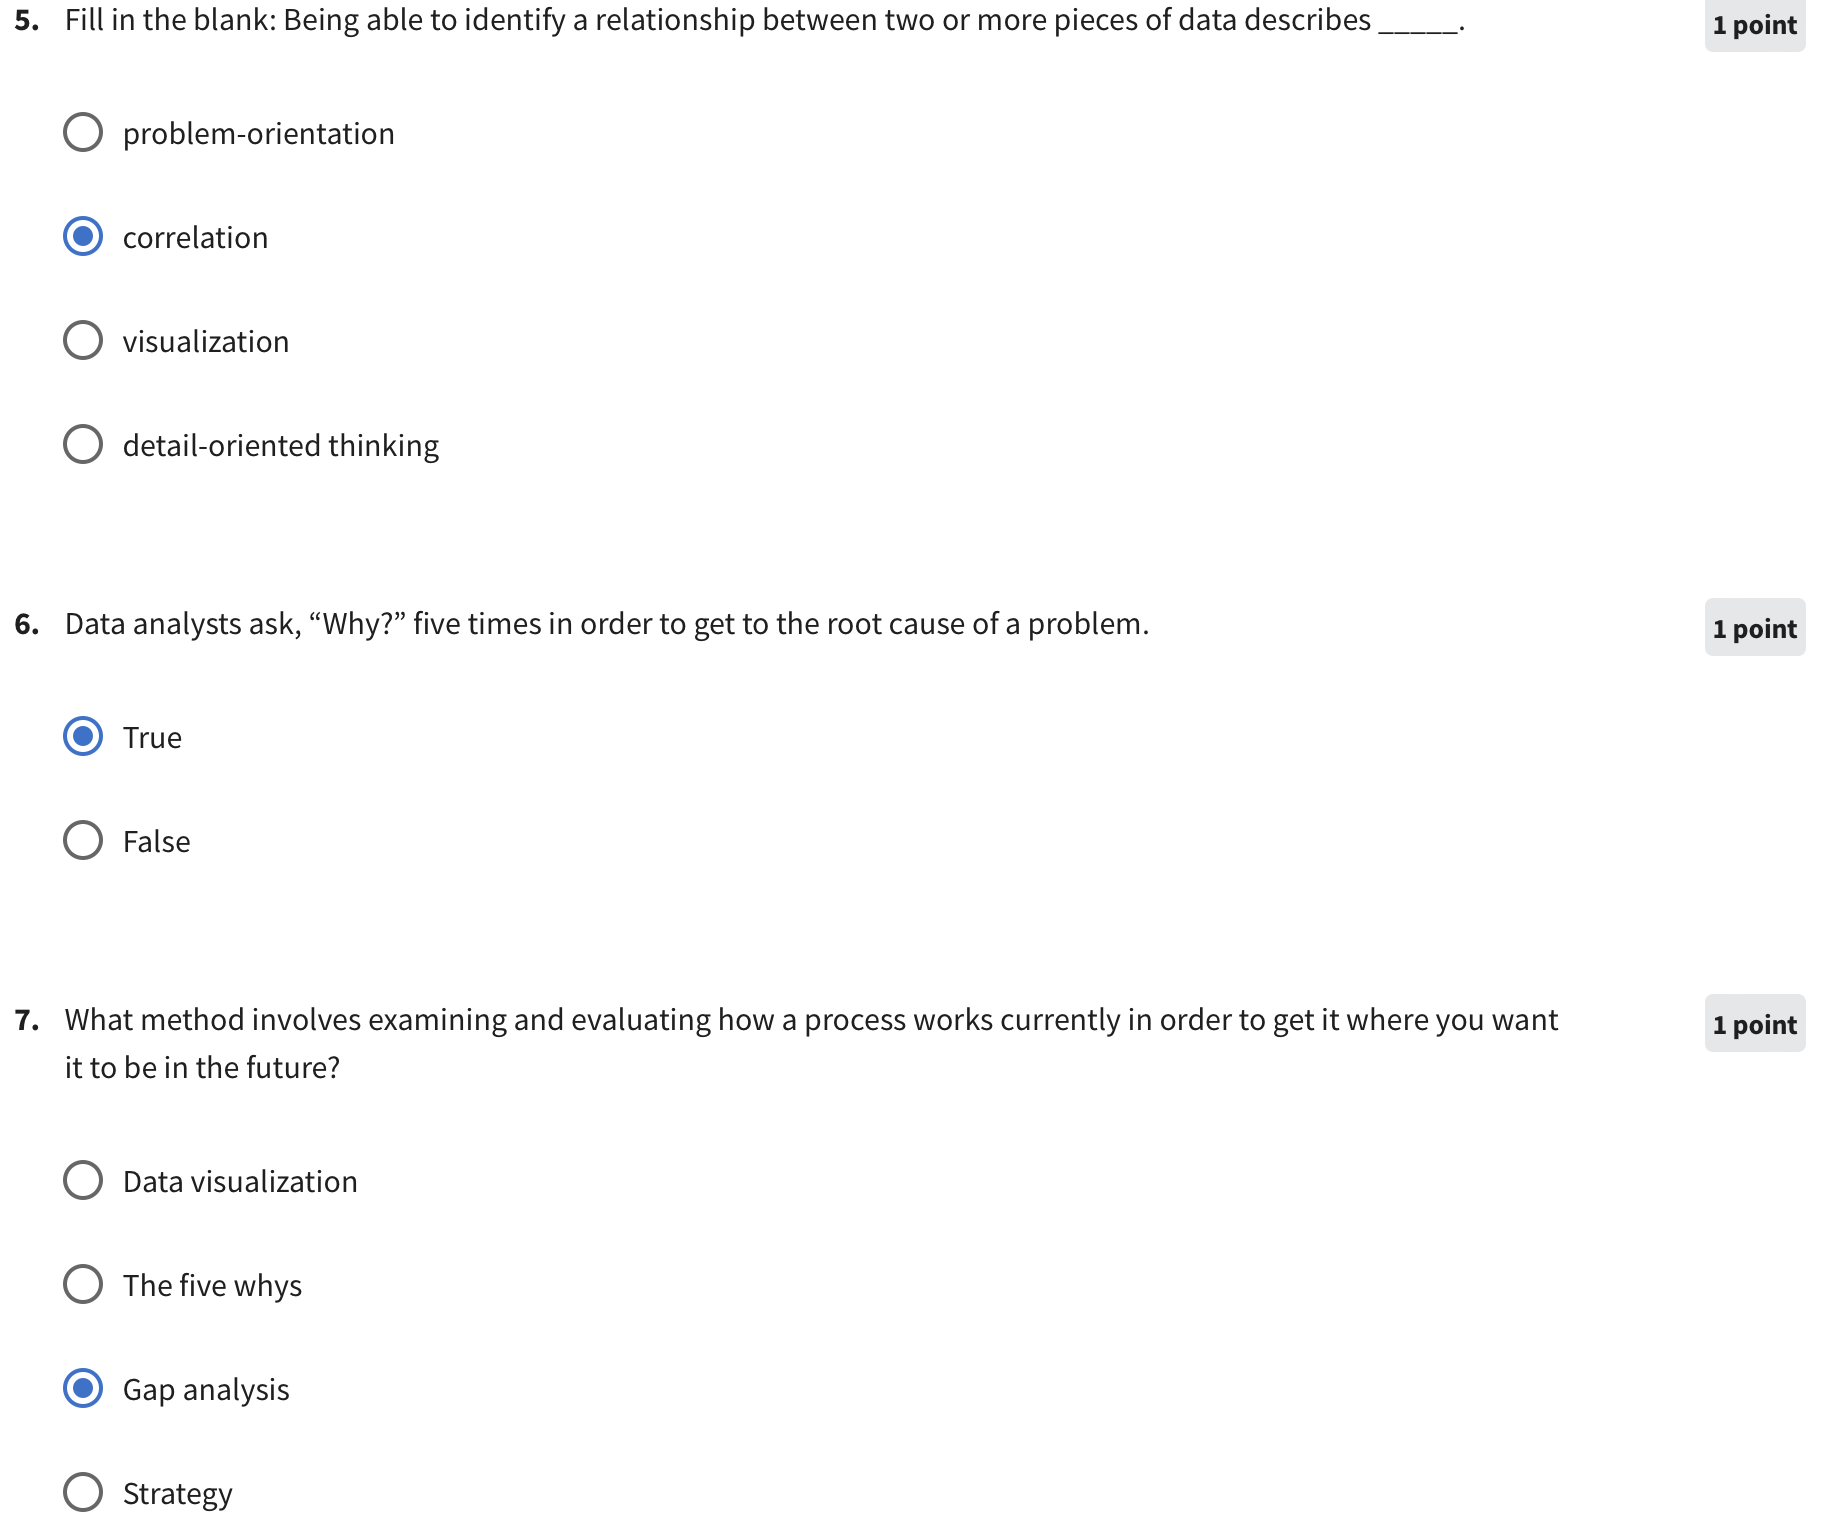 5. Fill in the blank: Being able to identify a relationship between two or more pieces of data describes _____. 1 point
problem-orientation
correlation
visualization
detail-oriented thinking
6. Data analysts ask, “Why?” five times in order to get to the root cause of a problem. 1 point
True
False
7. What method involves examining and evaluating how a process works currently in order to get it where you want 1 point
it to be in the future?
Data visualization
The five whys
Gap analysis
Strategy